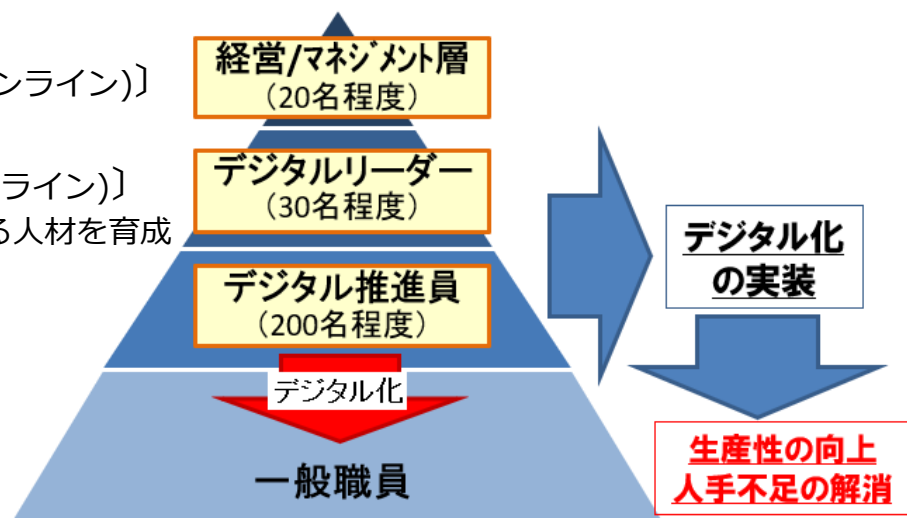 ンライン)〕
経営/マネジメント層
（20名程度）
ライン)〕
る人材を育成
デジタルリーダー
（30名程度）
デジタル推進員
（200名程度）
デジタル化
一般職員
デジタル化
の実装
生産性の向上
人手不足の解消